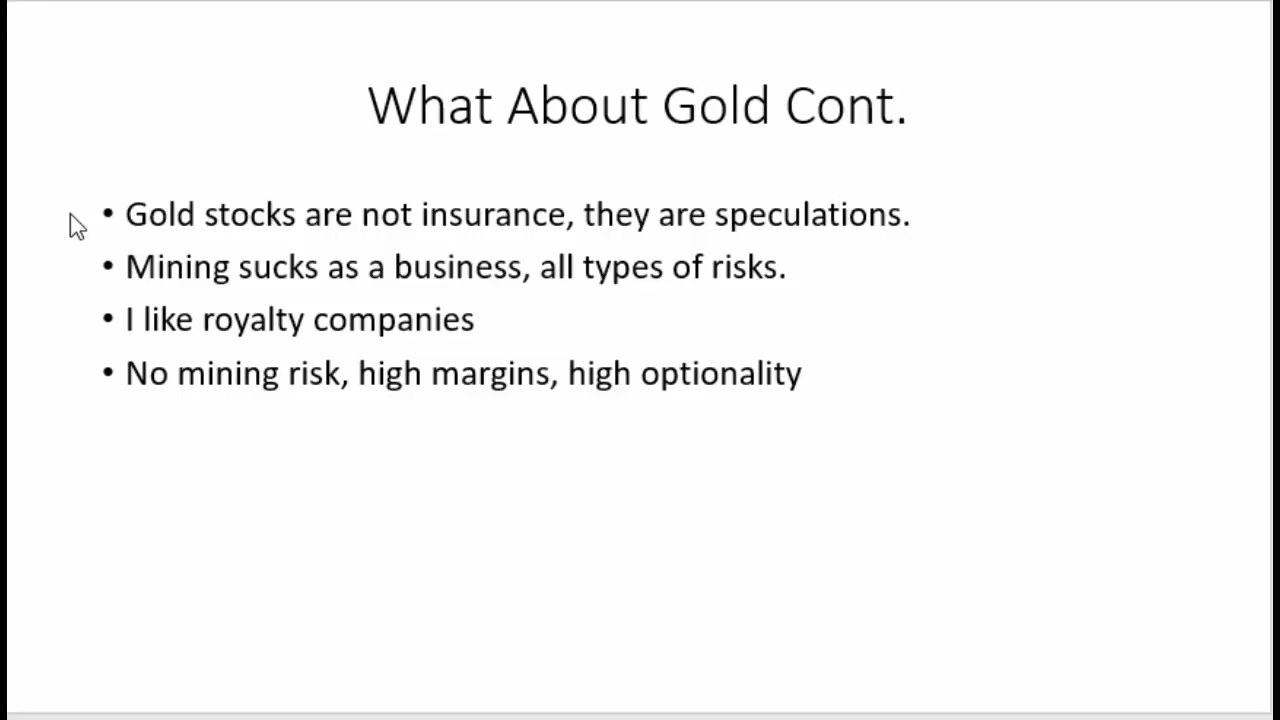 What About Gold Cont.
• Gold stocks are not insurance, they are speculations.
• Mining sucks as a business, all types of risks.
• I like royalty companies
• No mining risk, high margins, high optionality